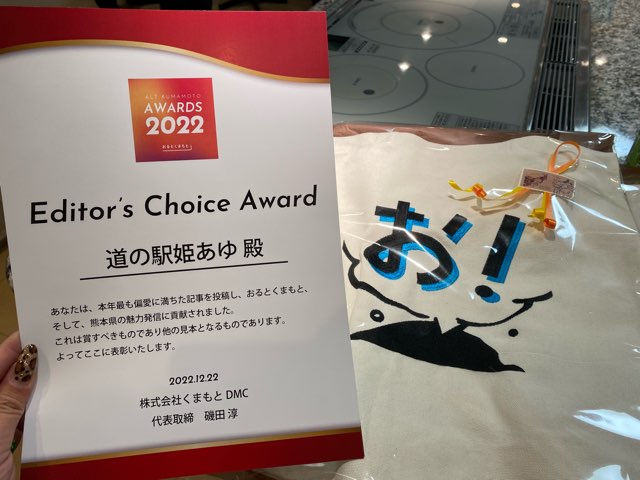 ALT KUMAMOTO
AWARDS
2022
おるとくまもと
Editor's Choice Award
道の駅姫あゆ 殿
あなたは、本年最も偏愛に満ちた記事を投稿し、おるとくまもと、
そして、熊本県の魅力発信に貢献されました。
これは賞すべきものであり他の見本となるものであります。
よってここに表彰いたします。
2022.12.22
株式会社くまもと DMC
代表取締 磯田 淳
おり!